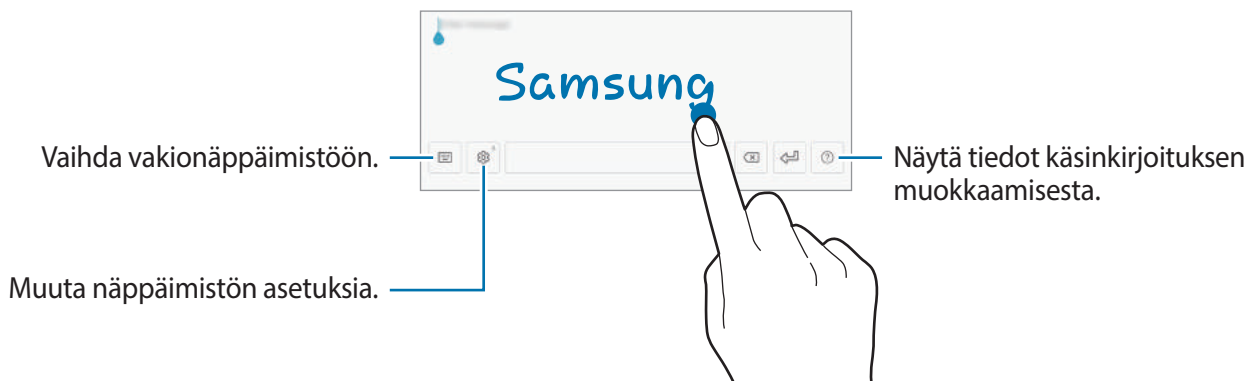 Samsung
Vaihda vakionäppäimistöön.
Näytä tiedot käsinkirjoituksen
muokkaamisesta.
Muuta näppäimistön asetuksia.